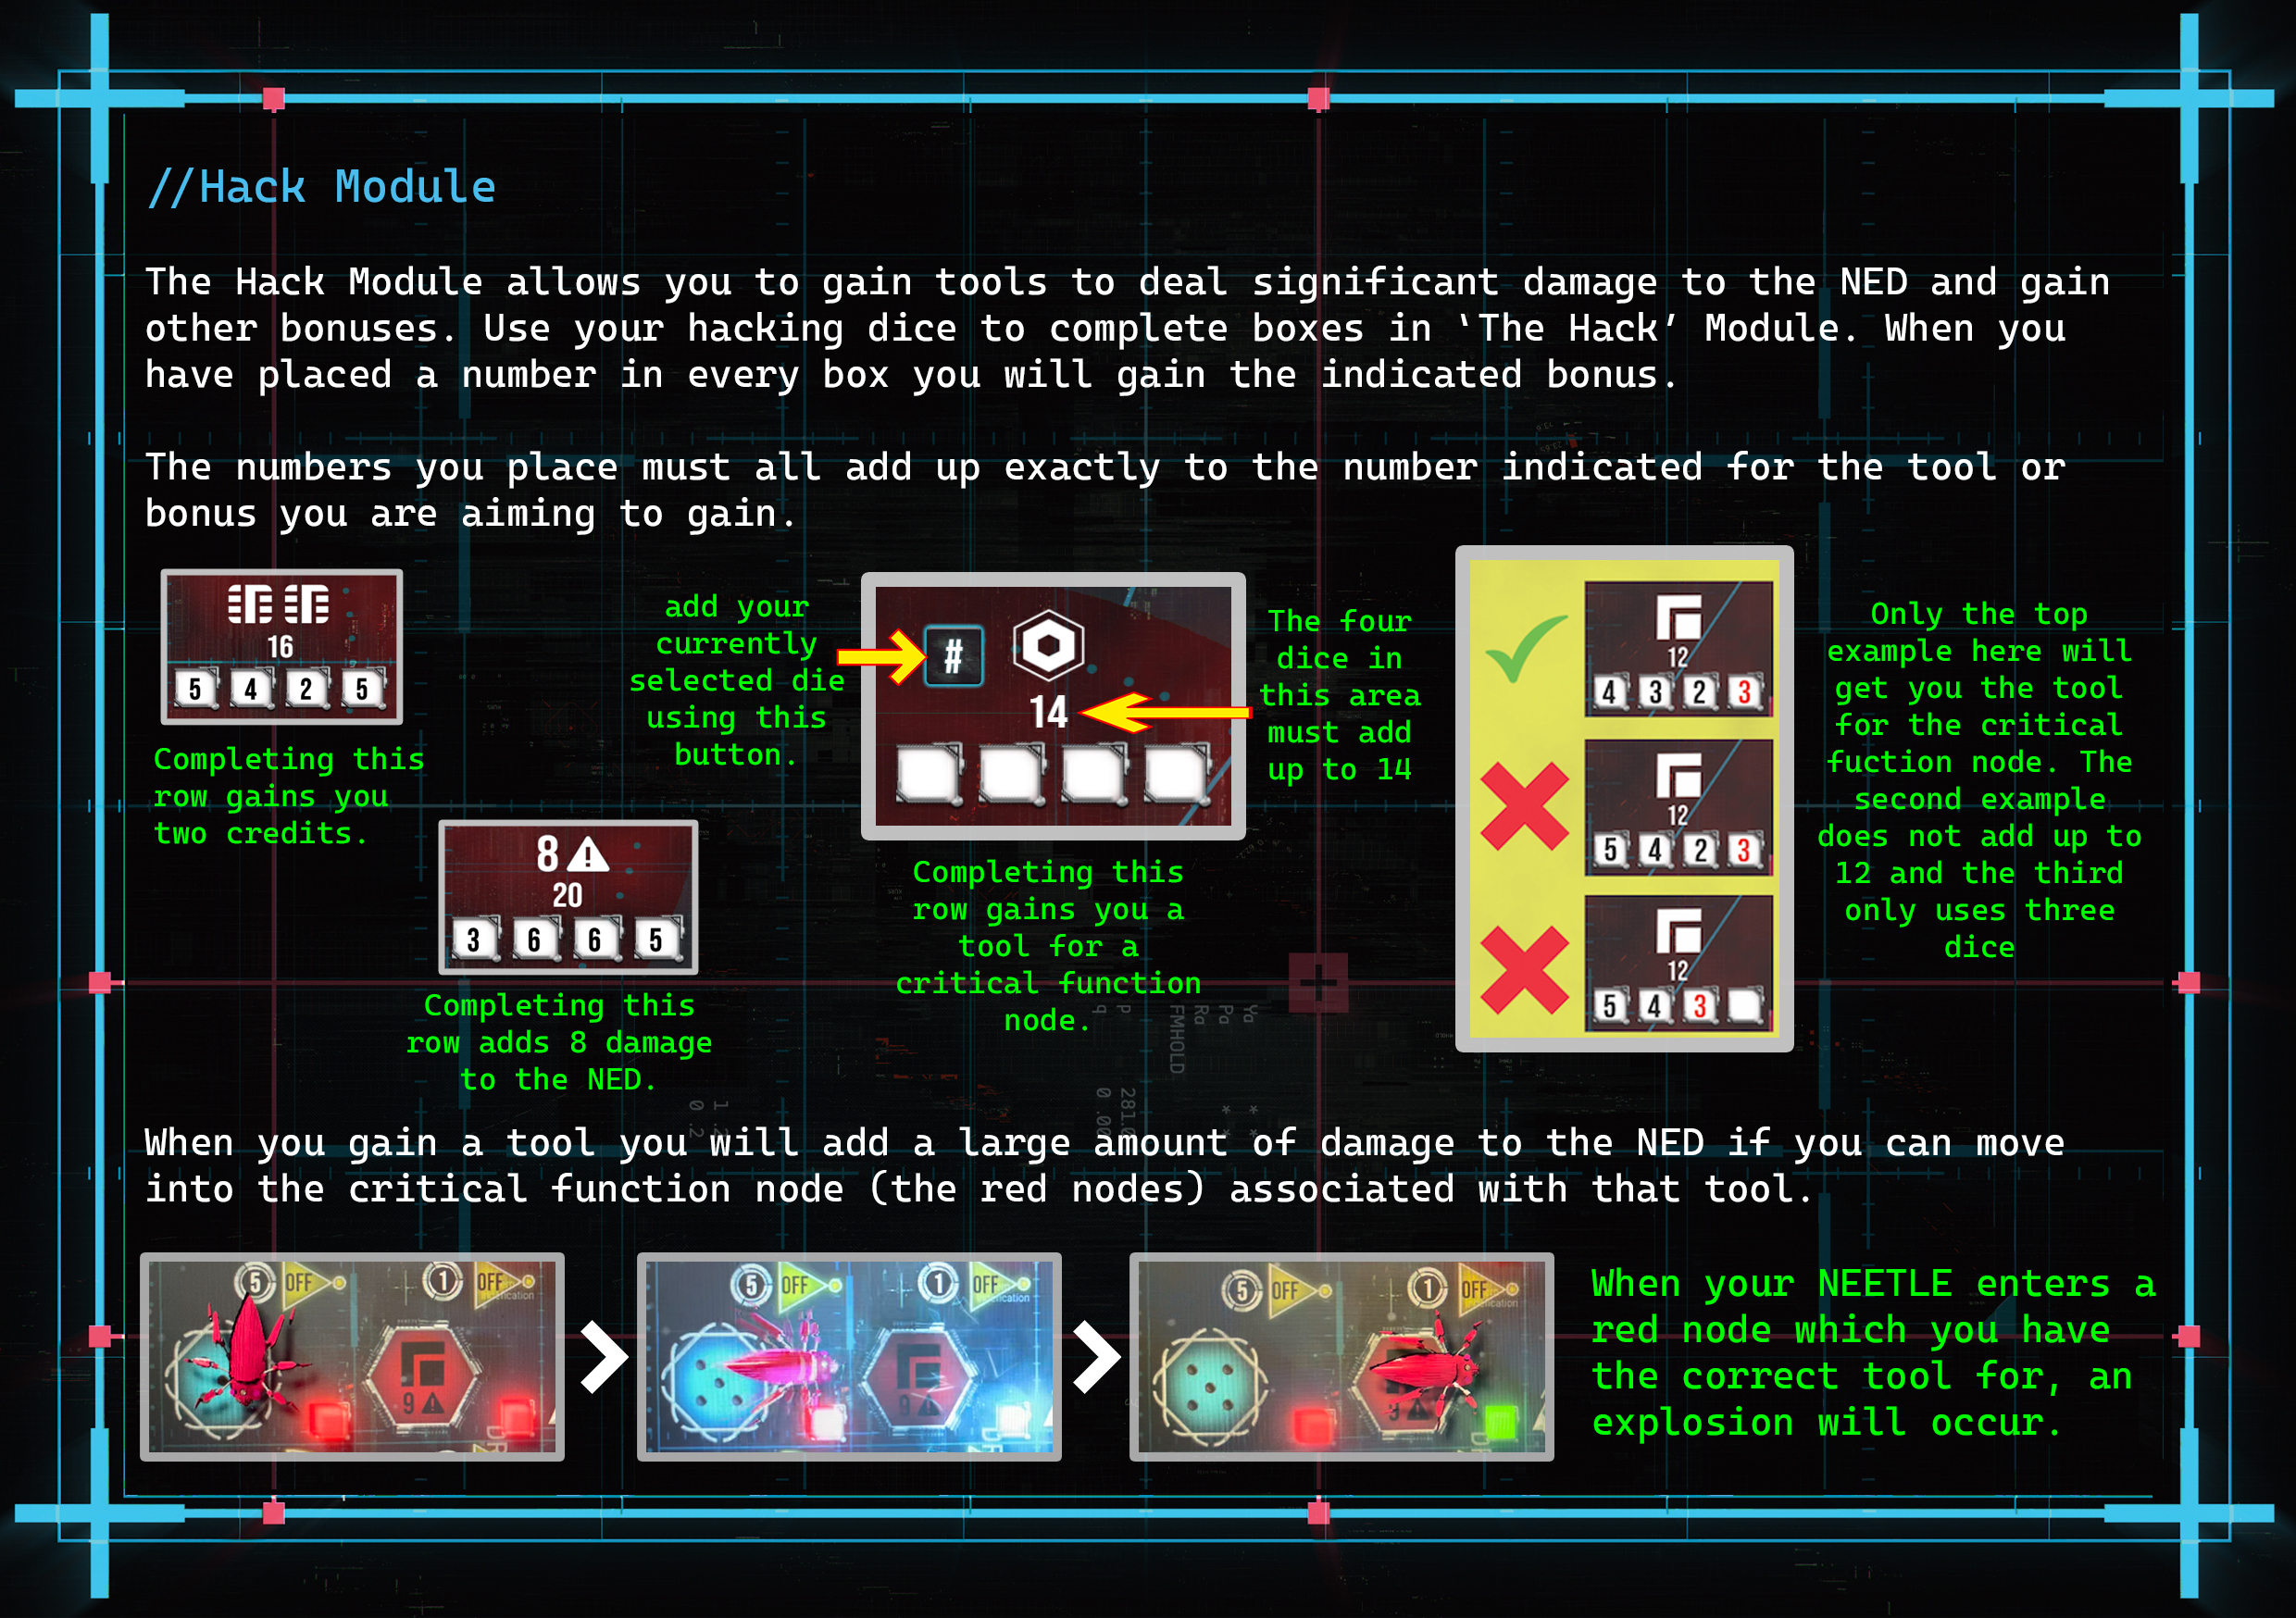 //Hack Module
The Hack Module allows you to gain tools to deal significant damage to the NED and gain
other bonuses. Use your hacking dice to complete boxes in ‘The Hack’ Module. When you
have placed a number in every box you will gain the indicated bonus.
The numbers you place must all add up exactly to the number indicated for the tool or
bonus you are aiming to gain.
16
5 4 2 5
Completing this
row gains you
two credits.
8
20
3 6 6 5
Completing this
row adds 8 damage
to the NED.
add your
currently
selected die
using this
button.
#
14
The four
dice in
this area
must add
up to 14
Completing this
row gains you a
tool for a
critical function
node.
12
4 3 2 3
12
5 4 2 3
12
5 4 3
Only the top
example here will
get you the tool
for the critical
fuction node. The
second example
does not add up to
12 and the third
only uses three
dice
When you gain a tool you will add a large amount of damage to the NED if you can move
into the critical function node (the red nodes) associated with that tool.
5 OFF 1 OFF
9
5 OFF 1 OFF
9
5 OFF 1 OFF
When your NEETLE enters a
red node which you have
the correct tool for, an
explosion will occur.